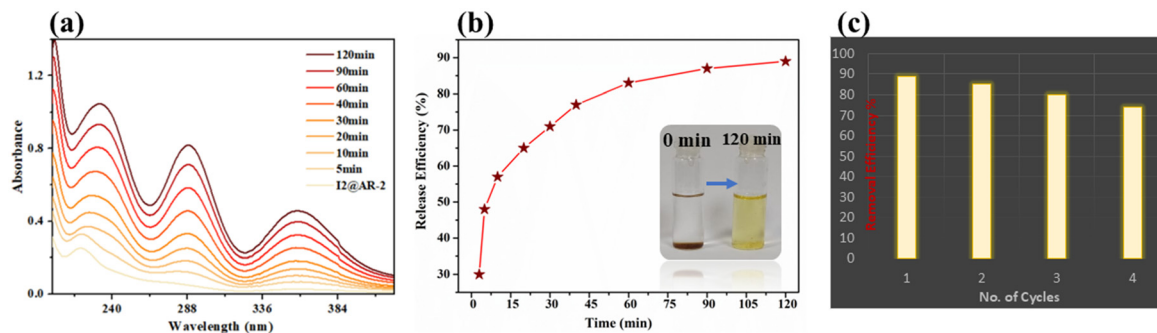 (a)
Absorbance
1.2
0.8
0.4
0.0
240
288
336
384
Wavelength (nm)
120min
90min
60min
40min
30min
20min
10min
5min
I2@AR-2
(b)
Release Efficiency (%)
90
80
70
60
50
40
30
0
15
30
45
60
75
90
105
120
Time (min)
0 min
120 min
(c)
Removal Efficiency %
100
90
80
70
60
50
40
30
20
10
0
1
2
3
4
No. of Cycles